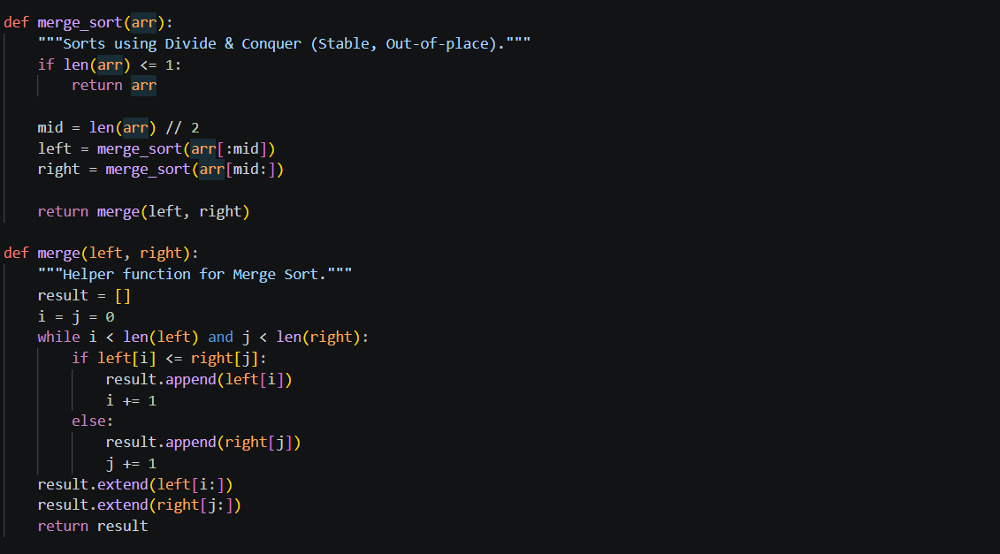 def merge_sort(arr):
    """Sorts using Divide & Conquer (Stable, Out-of-place)."""
    if len(arr) <= 1:
        return arr

    mid = len(arr) // 2
    left = merge_sort(arr[:mid])
    right = merge_sort(arr[mid:])

    return merge(left, right)

def merge(left, right):
    """Helper function for Merge Sort."""
    result = []
    i = j = 0
    while i < len(left) and j < len(right):
        if left[i] <= right[j]:
            result.append(left[i])
            i += 1
        else:
            result.append(right[j])
            j += 1
    result.extend(left[i:])
    result.extend(right[j:])
    return result